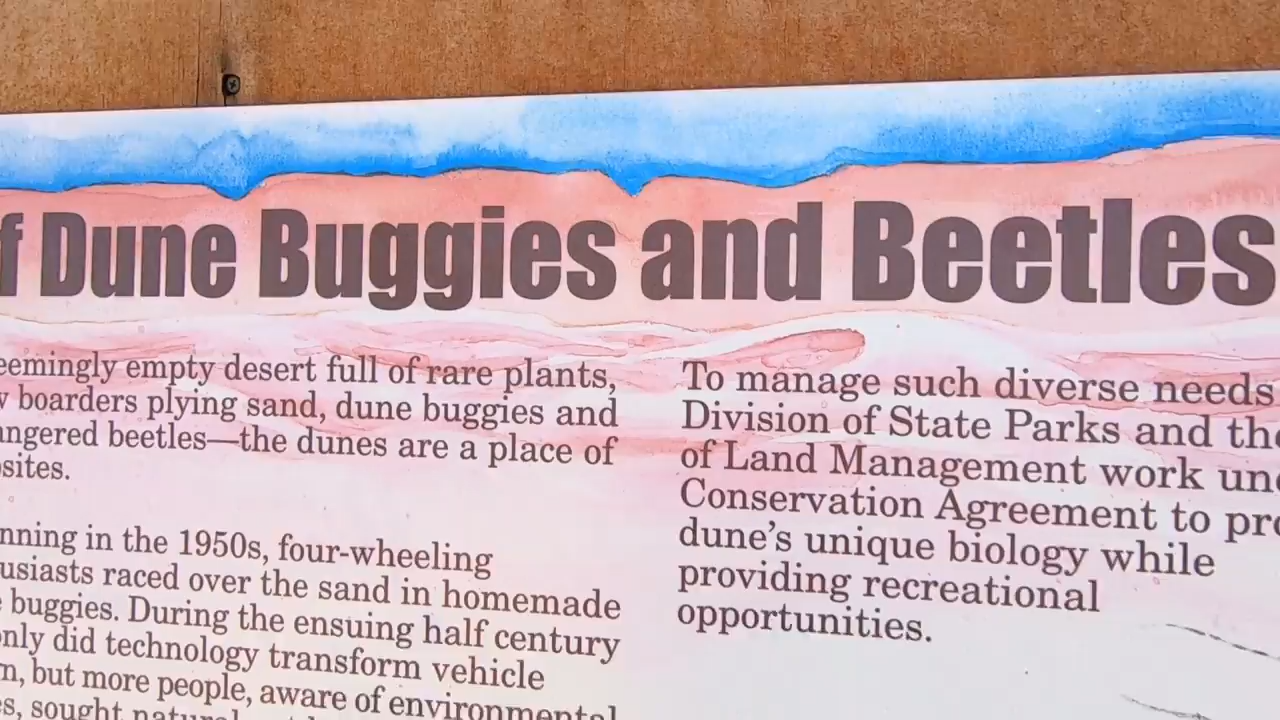 f Dune Buggies and Beetles
eemingly empty desert full of rare plants,
boarders plying sand, dune buggies and
angered beetles—the dunes are a place of
sites.
nning in the 1950s, four-wheeling
usiasts raced over the sand in homemade
buggies. During the ensuing half century
only did technology transform vehicle
n, but more people, aware of environmental
es, sought
To manage such diverse needs
Division of State Parks and the
of Land Management work un
Conservation Agreement to pro
dune's unique biology while
providing recreational
opportunities.